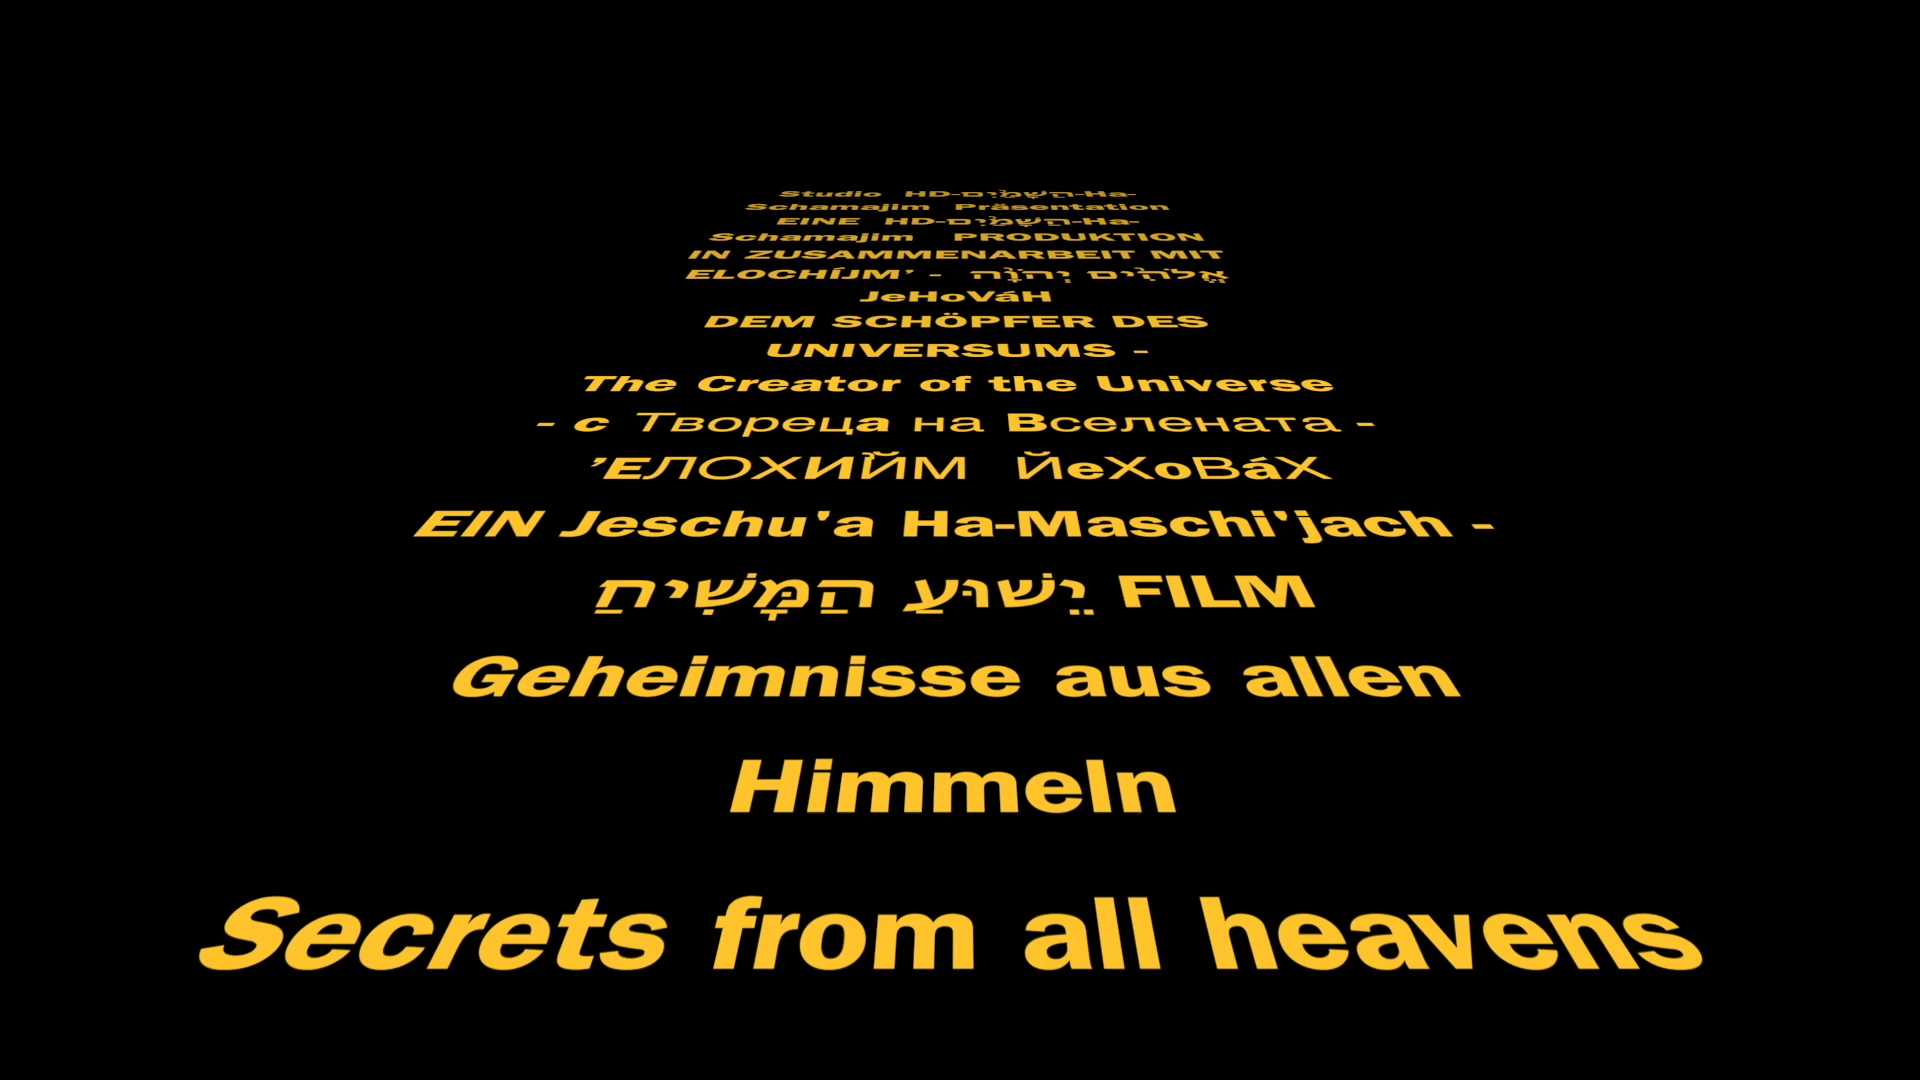 Studio HD-הַשָּׁמַיִם-Ha-
Schamajim Präsentation
EINE HD-הַשָּׁמַיִם-Ha-
Schamajim PRODUKTION
IN ZUSAMMENARBEIT MIT
ELOCHÍJM’ - אֱלֹהִים יְהוָה
JeHoVáH
DEM SCHÖPFER DES
UNIVERSUMS -
The Creator of the Universe
- с Твореца на Вселената -
’ЕЛОХИЙМ ЙеХоВáХ
EIN Jeschu'a Ha-Maschi'jach -
יֵשׁוּעַ הַמָּשִׁיחַ FILM
Geheimnisse aus allen
Himmeln
Secrets from all heavens